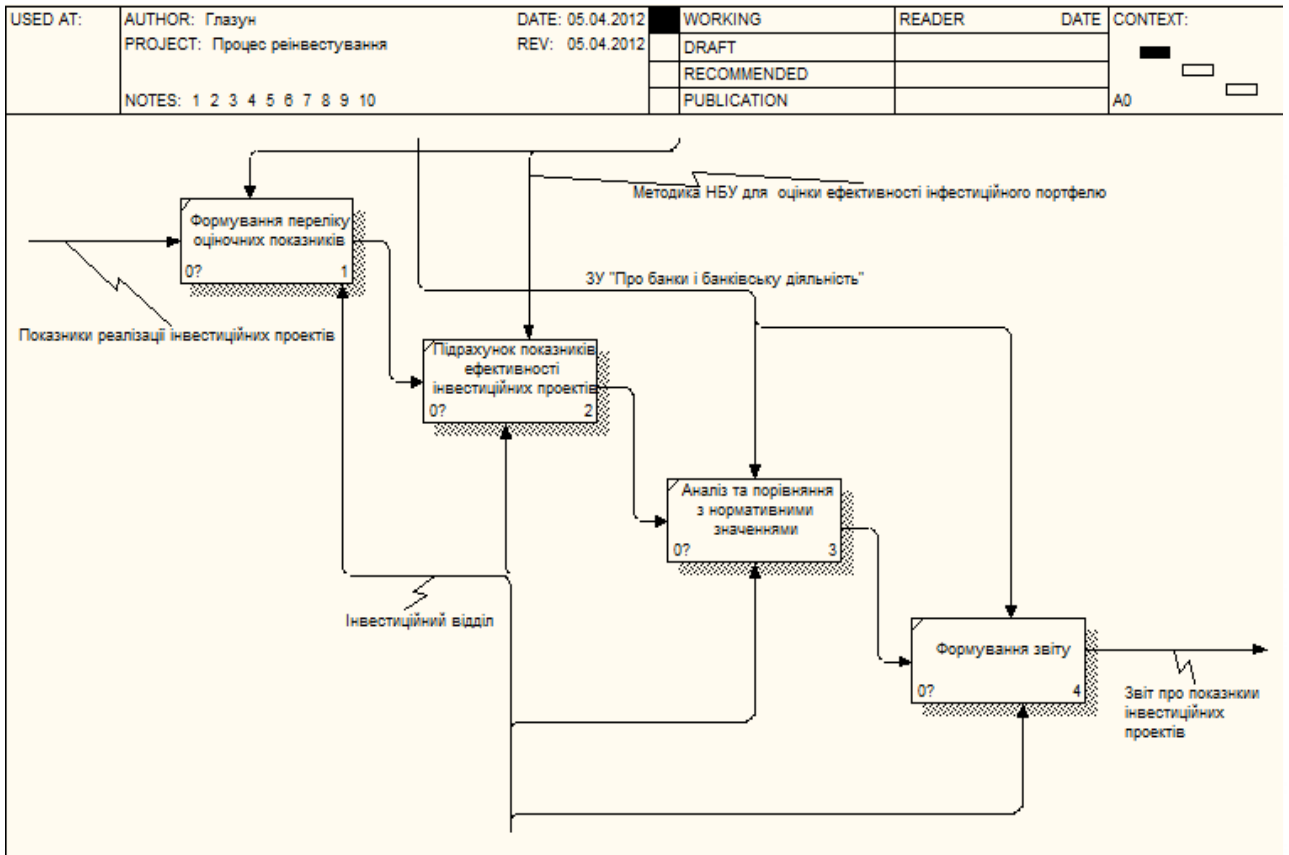 USED AT:
AUTHOR: Глазун
DATE: 05.04.2012
WORKING
READER
DATE
CONTEXT:
PROJECT: Процес реінвестування
REV: 05.04.2012
DRAFT
RECOMMENDED
NOTES: 1 2 3 4 5 6 7 8 9 10
PUBLICATION
A0
Методика НБУ для оцінки ефективності інфестиційного портфелю
Формування переліку
оціночних показників
0?
1
ЗУ "Про банки і банківську діяльність"
Показники реалізації інвестиційних проектів
Підрахунок показників
ефективності
інвестиційних проектів
0?
2
Аналіз та порівняння
з нормативними
значеннями
0?
3
Інвестиційний відділ
Формування звіту
0?
4
Звіт про показнкии
інвестиційних
проектів